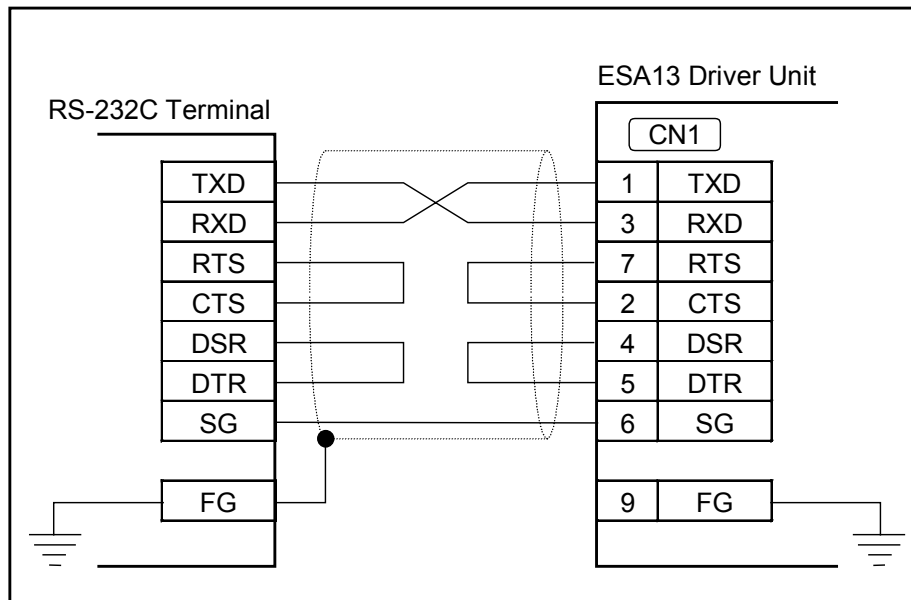 ESA13 Driver Unit
RS-232C Terminal
CN1
TXD 1 TXD
RXD 3 RXD
RTS 7 RTS
CTS 2 CTS
DSR 4 DSR
DTR 5 DTR
SG 6 SG
FG 9 FG